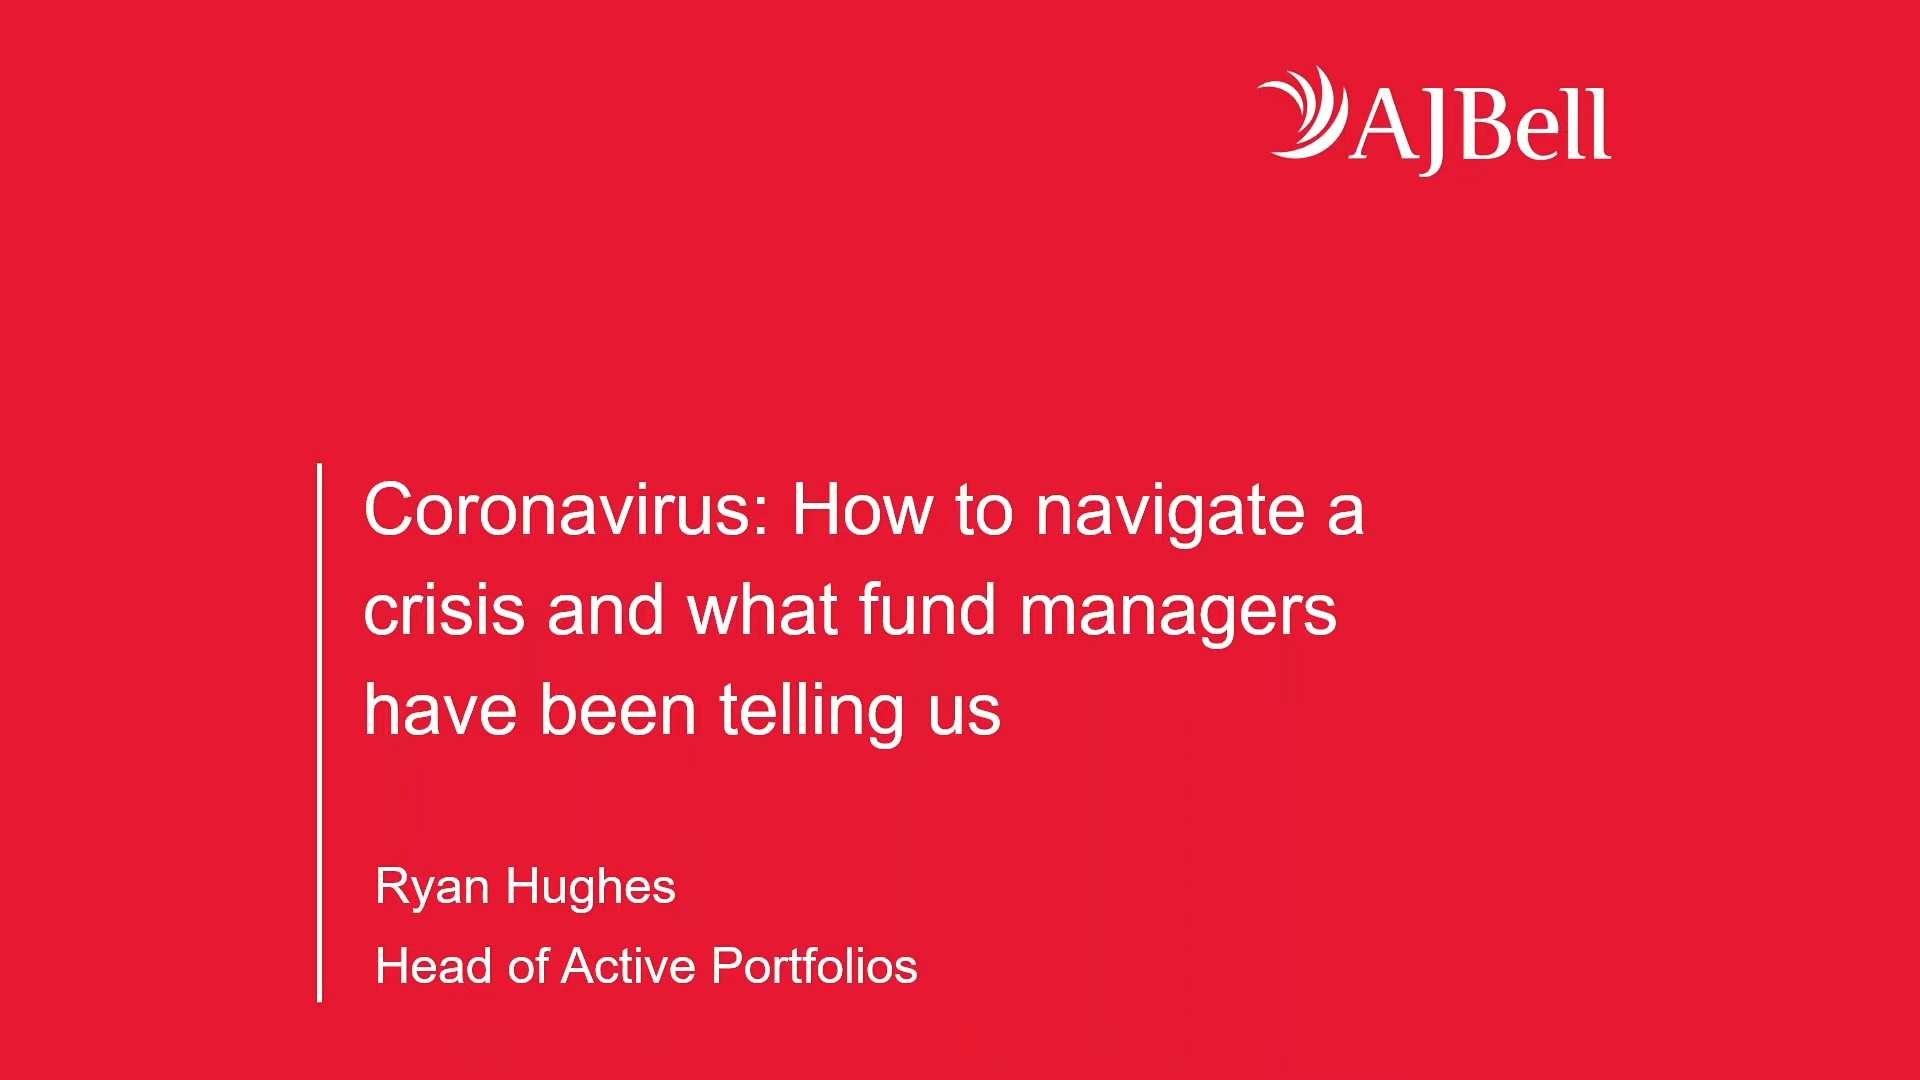 AJBell
Coronavirus: How to navigate a
crisis and what fund managers
have been telling us
Ryan Hughes
Head of Active Portfolios